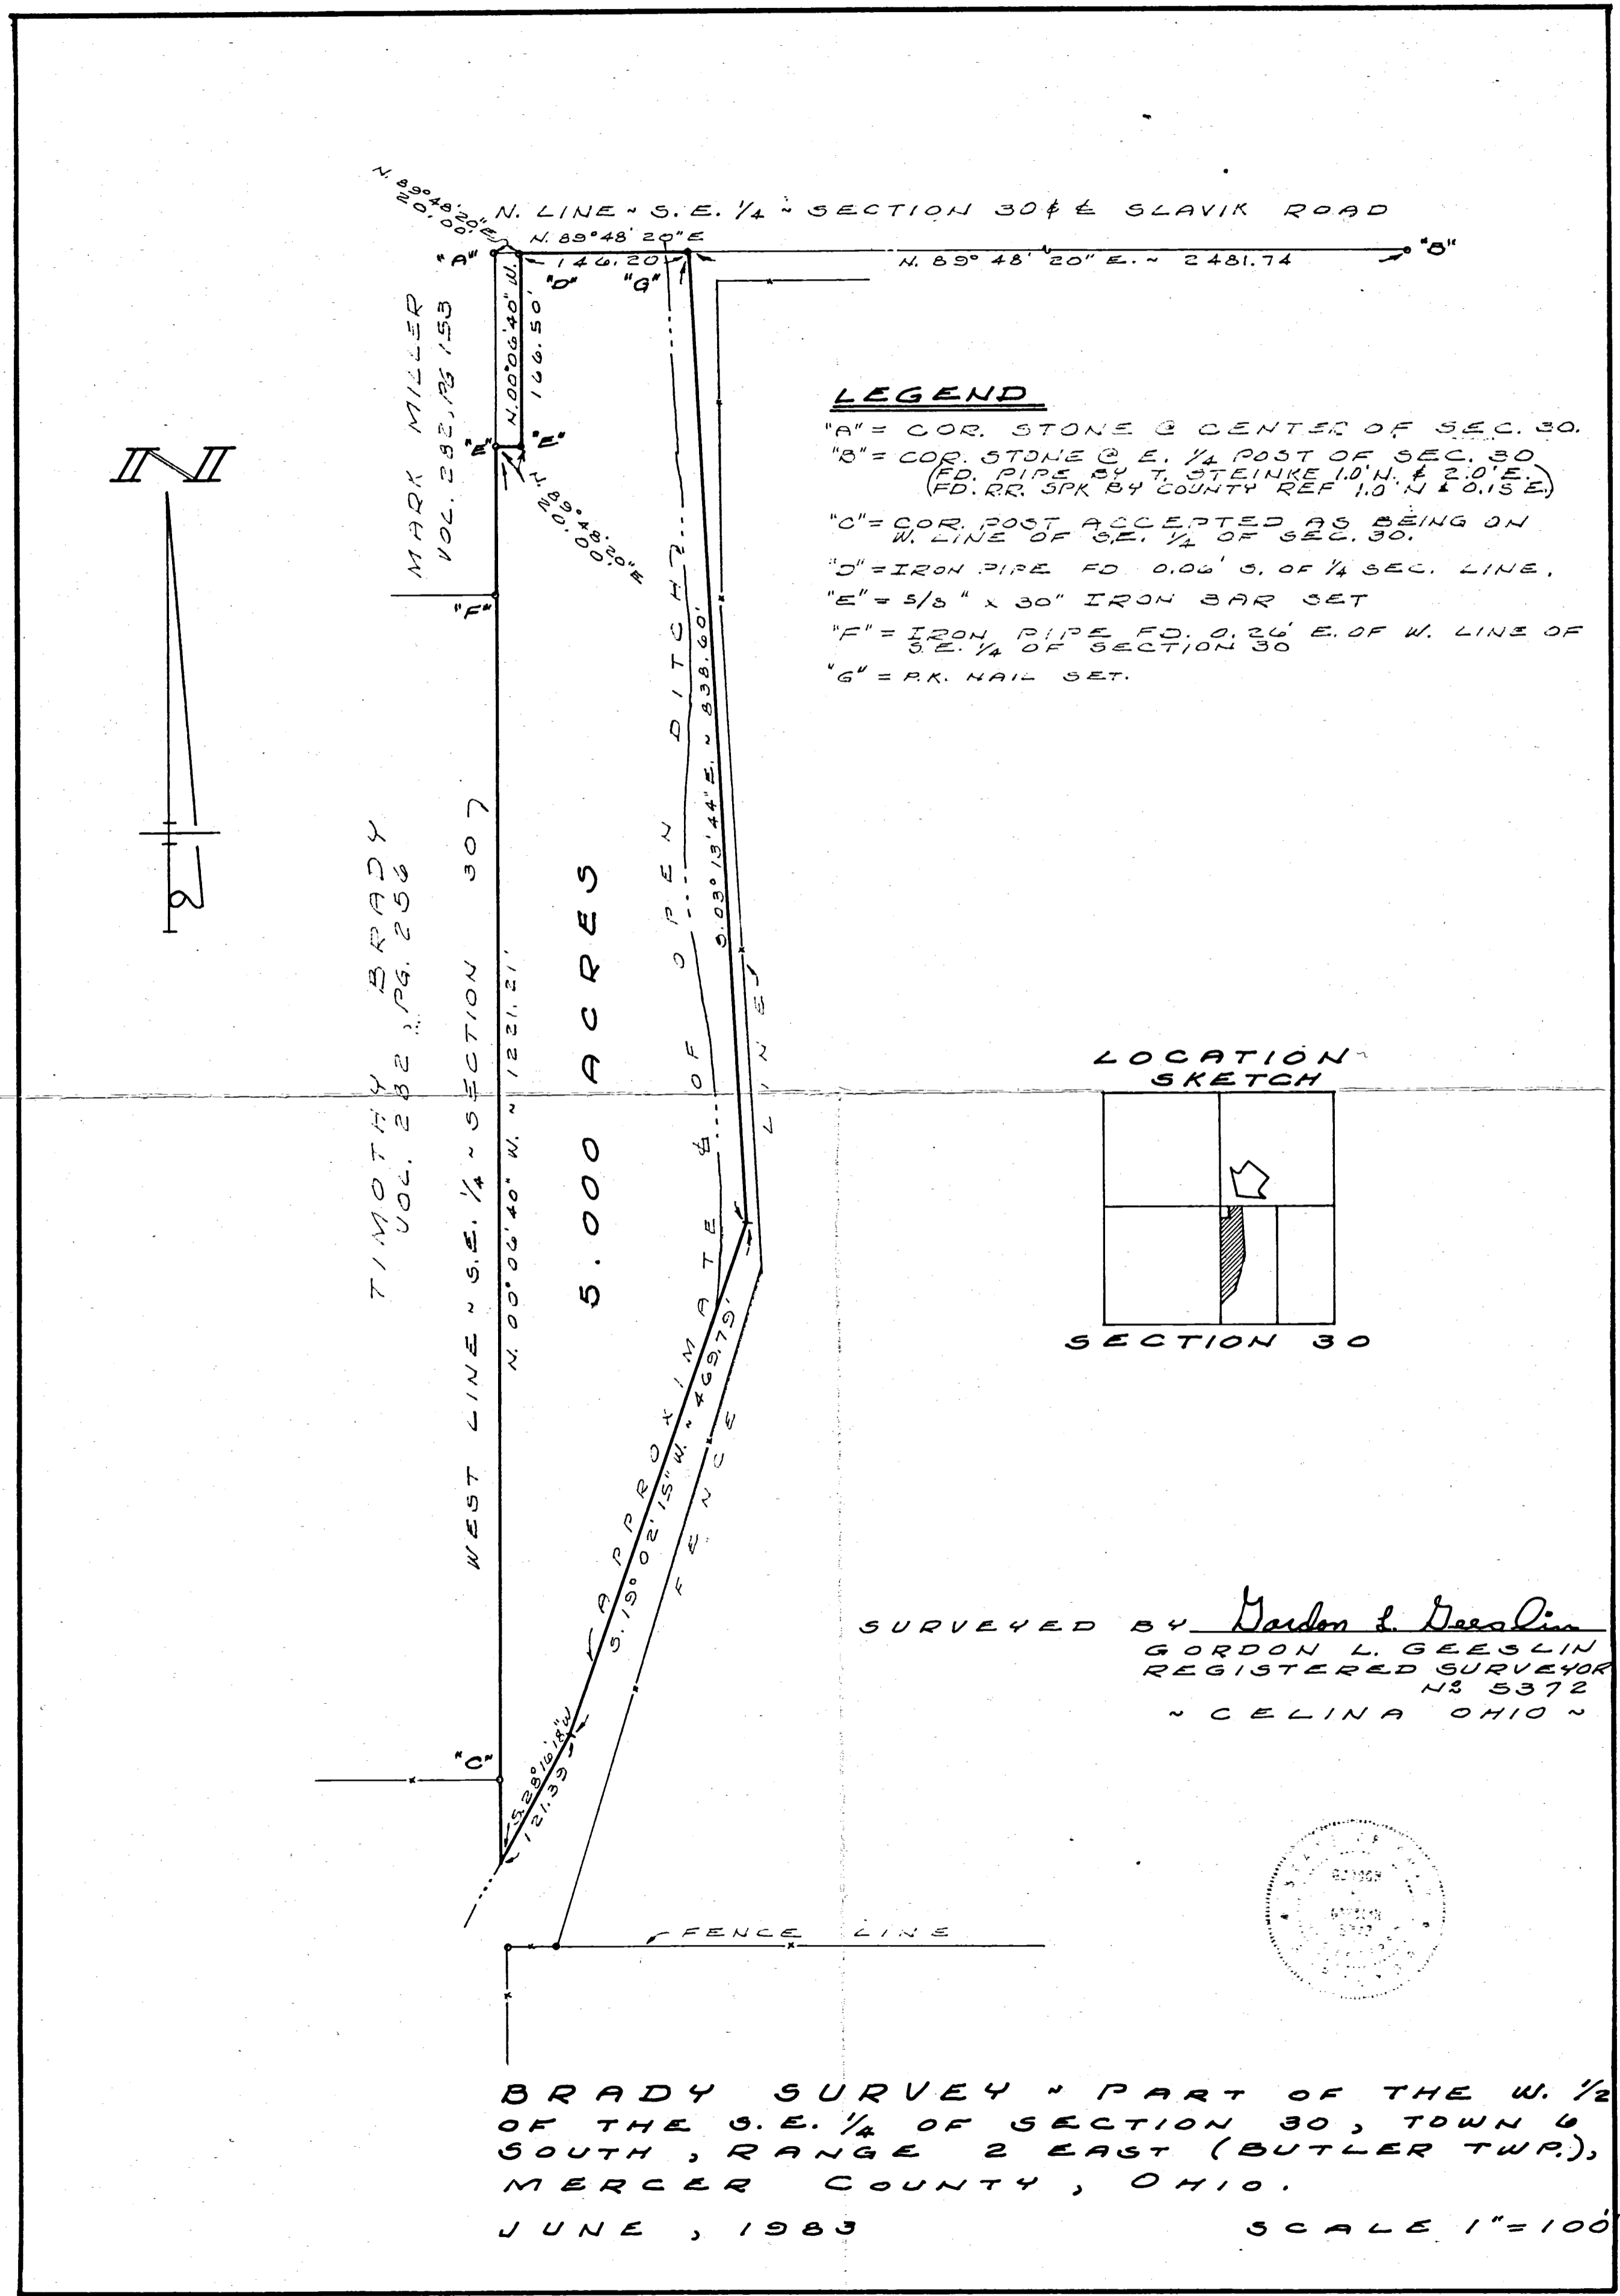 N. 89°48'20"E
20.00'
N. LINE ~ S.E. 1/4 ~ SECTION 30 & ℄ SLAVIK ROAD
N. 89°48'20"E
"A"
146.20
"D"
"G"
N. 89°48'20"E. ~ 2481.74
"B"
MARK MILLER
VOL. 282, PG 153
N.00°06'40"W.
166.50'
"E"
"E"
N.89°48'20"E
20.00'
"F"
N
LEGEND
"A" = COR. STONE @ CENTER OF SEC. 30.
"B" = COR. STONE @ E. 1/4 POST OF SEC. 30
(FD. PIPE BY T. STEINKE 1.0' N. & 2.0' E.)
(FD. RR. SPK BY COUNTY REF 1.0' N & 0.15 E)
"C" = COR. POST ACCEPTED AS BEING ON
W. LINE OF S.E. 1/4 OF SEC. 30.
"D" = IRON PIPE FD 0.06' S. OF 1/4 SEC. LINE.
"E" = 5/8" x 30" IRON BAR SET
"F" = IRON PIPE FD. 0.26' E. OF W. LINE OF
S.E. 1/4 OF SECTION 30
"G" = P.K. NAIL SET.
TIMOTHY BRADY
VOL. 282, PG. 256
WEST LINE ~ S.E. 1/4 ~ SECTION 30
N. 00°06'40" W. ~ 1221.21'
5.000 ACRES
APPROXIMATE ℄ OF OPEN DITCH
S.03°13'44"E. ~ 838.60'
FENCE LINE
S. 19°02'15" W. ~ 469.79'
"C"
S.28°16'18"W
121.39'
FENCE LINE
LOCATION
SKETCH
SECTION 30
SURVEYED BY Gordon L. Geeslin
GORDON L. GEESLIN
REGISTERED SURVEYOR
Nº 5372
~ CELINA OHIO ~
BRADY SURVEY ~ PART OF THE W. 1/2
OF THE S.E. 1/4 OF SECTION 30, TOWN 6
SOUTH, RANGE 2 EAST (BUTLER TWP.),
MERCER COUNTY, OHIO.
JUNE, 1983
SCALE 1"=100'